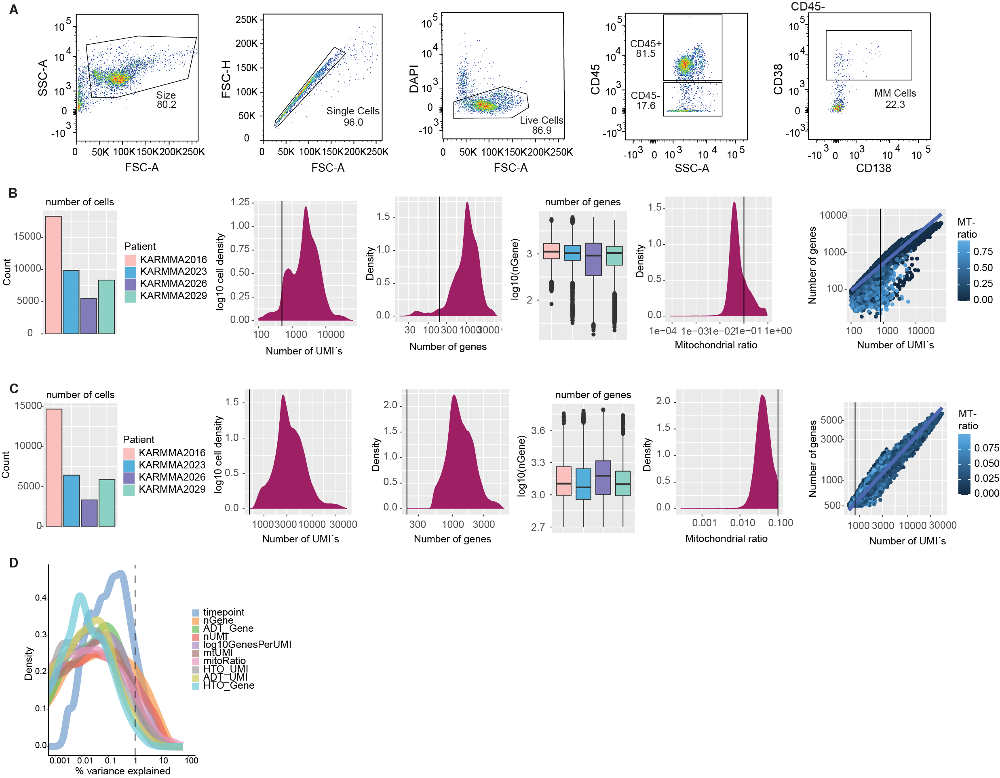 A
10 5
10 4
10 3
0
-10 3
SSC-A
Size
80.2
0 50K 100K 150K 200K 250K
FSC-A
250K
200K
150K
100K
50K
0
FSC-H
Single Cells
96.0
0 50K 100K 150K 200K 250K
FSC-A
10 5
10 4
10 3
0
-10 3
DAPI
Live Cells
86.9
0 50K 100K 150K 200K 250K
FSC-A
10 5
10 4
10 3
0
-10 3
CD45
CD45+
81.5
CD45-
17.6
-10 3 0 10 3 10 4 10 5
SSC-A
CD45-
10 5
10 4
10 3
0
-10 3
CD38
MM Cells
22.3
-10 3 0 10 3 10 4 10 5
CD138
B
number of cells
Count
15000
10000
5000
0
Patient
KARMMA2016
KARMMA2023
KARMMA2026
KARMMA2029
log10 cell density
1.25
1.00
0.75
0.50
0.25
0.00
100 1000 10000
Number of UMI´s
Density
1.5
1.0
0.5
0.0
30 100 300 1000 3000
Number of genes
number of genes
log10(nGene)
3
2
Density
1.5
1.0
0.5
0.0
1e−04 1e−03 1e−02 1e−01 1e+00
Mitochondrial ratio
Number of genes
10000
1000
100
100 1000 10000
Number of UMI´s
MT-
ratio
0.75
0.50
0.25
0.00
C
number of cells
Count
15000
10000
5000
0
Patient
KARMMA2016
KARMMA2023
KARMMA2026
KARMMA2029
log10 cell density
1.5
1.0
0.5
0.0
1000 3000 10000 30000
Number of UMI´s
Density
2.0
1.5
1.0
0.5
0.0
300 1000 3000
Number of genes
number of genes
log10(nGene)
3.6
3.3
3.0
2.7
Density
2.0
1.5
1.0
0.5
0.0
0.001 0.010 0.100
Mitochondrial ratio
Number of genes
5000
3000
1000
500
1000 3000 10000 30000
Number of UMI´s
MT-
ratio
0.075
0.050
0.025
0.000
D
Density
0.4
0.3
0.2
0.1
0.0
0.001 0.01 0.1 1 10 100
% variance explained
timepoint
nGene
ADT_Gene
nUMI
log10GenesPerUMI
mtUMI
mitoRatio
HTO_UMI
ADT_UMI
HTO_Gene